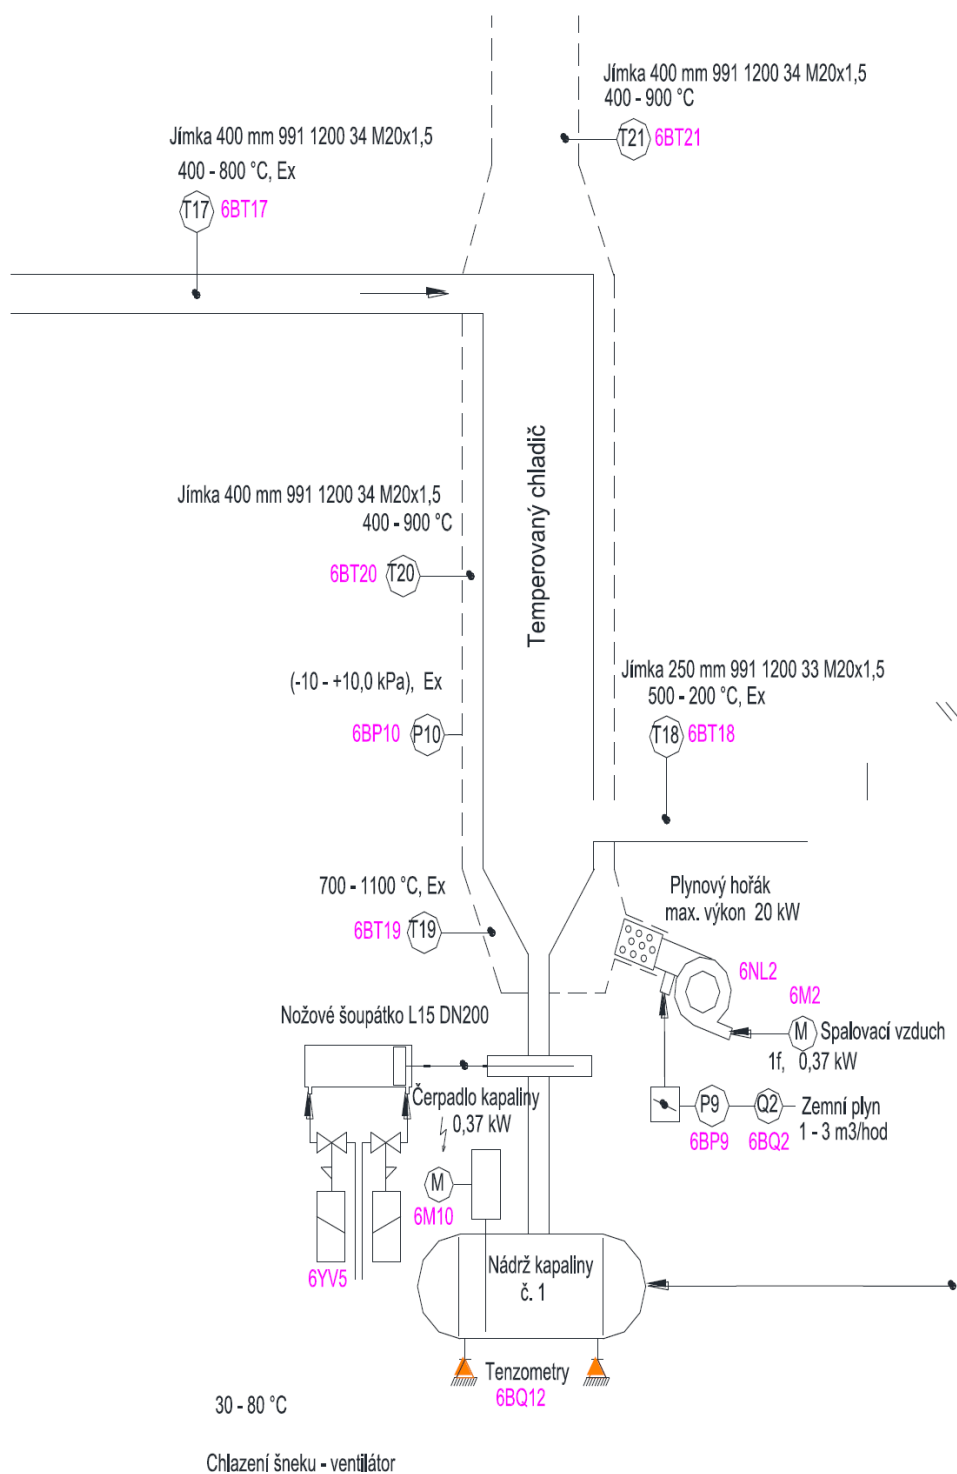 Jímka 400 mm 991 1200 34 M20x1,5
400 - 900 °C
T21 6BT21
Jímka 400 mm 991 1200 34 M20x1,5
400 - 800 °C, Ex
T17 6BT17
Temperovaný chladič
Jímka 400 mm 991 1200 34 M20x1,5
400 - 900 °C
6BT20 T20
(-10 - +10,0 kPa), Ex
6BP10 P10
Jímka 250 mm 991 1200 33 M20x1,5
500 - 200 °C, Ex
T18 6BT18
700 - 1100 °C, Ex
6BT19 T19
Plynový hořák
max. výkon 20 kW
6NL2
6M2
M Spalovací vzduch
1f, 0,37 kW
Nožové šoupátko L15 DN200
Čerpadlo kapaliny
0,37 kW
P9 Q2 Zemní plyn
1 - 3 m3/hod
6BP9 6BQ2
M
6M10
6YV5
Nádrž kapaliny
č. 1
Tenzometry
6BQ12
30 - 80 °C
Chlazení šneku - ventilátor